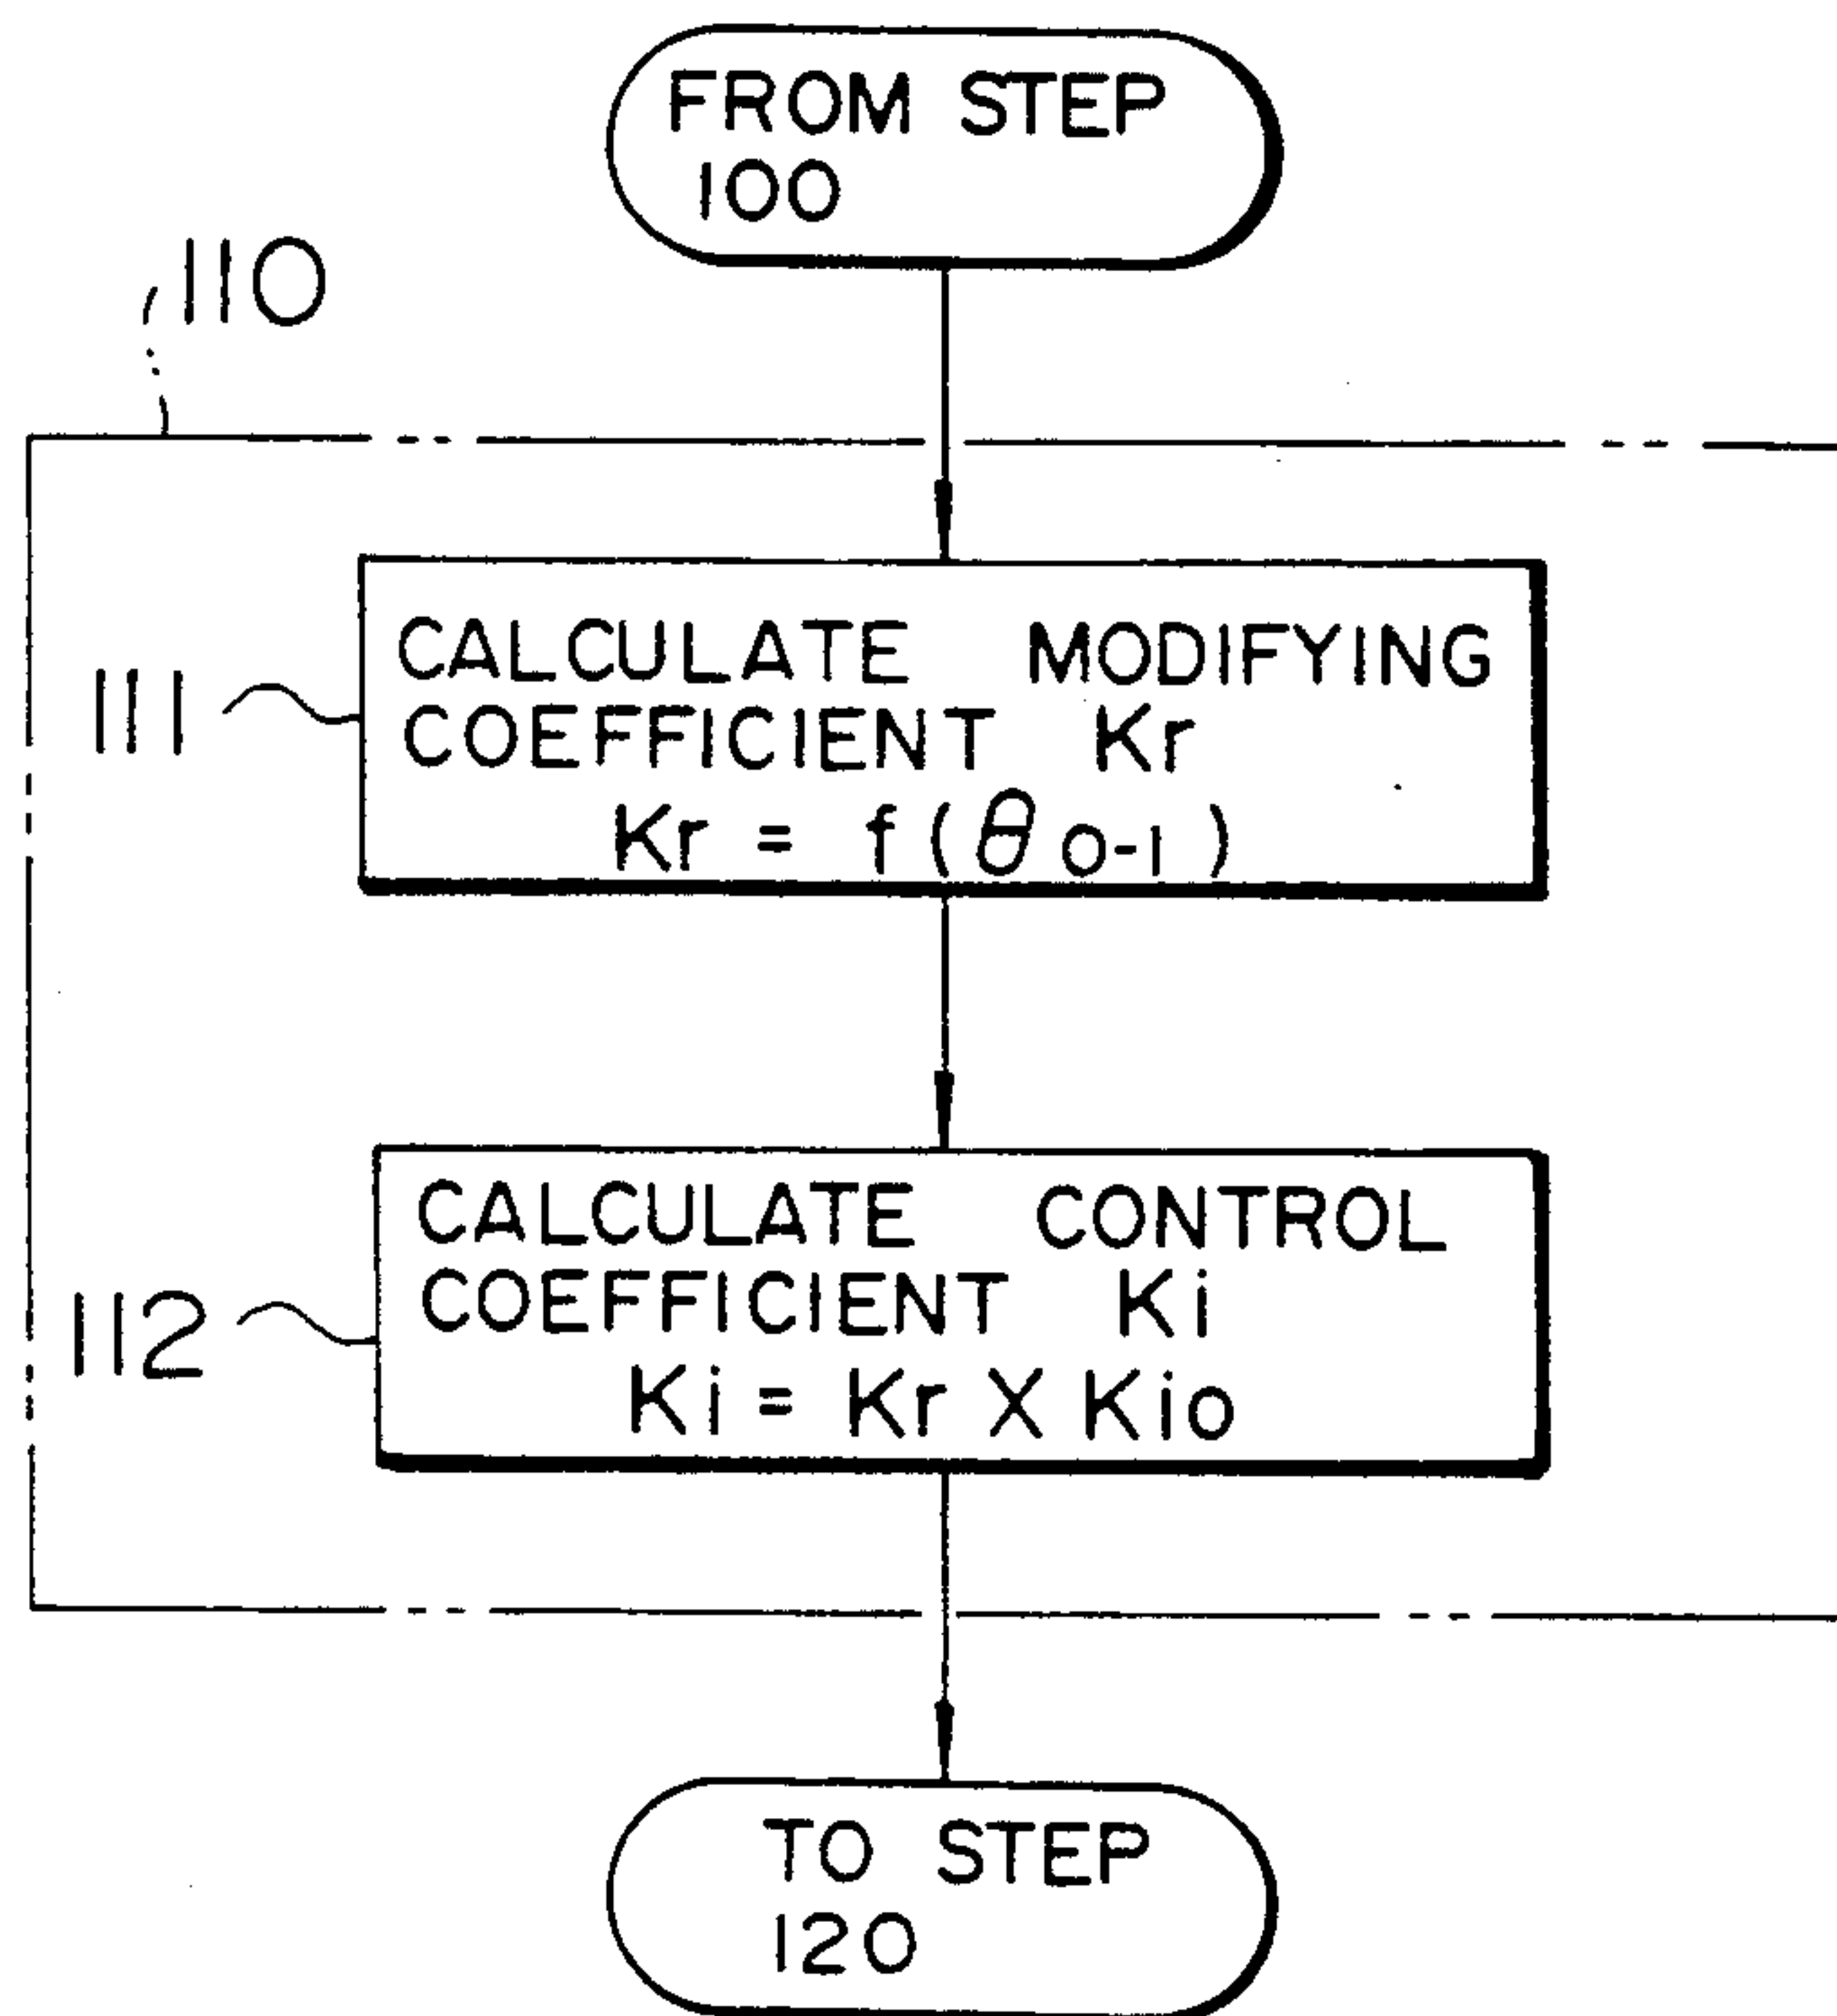 FROM STEP
100
110
111
CALCULATE MODIFYING
COEFFICIENT Kr
Kr = f(θo-1)
112
CALCULATE CONTROL
COEFFICIENT Ki
Ki = Kr X Kio
TO STEP
120